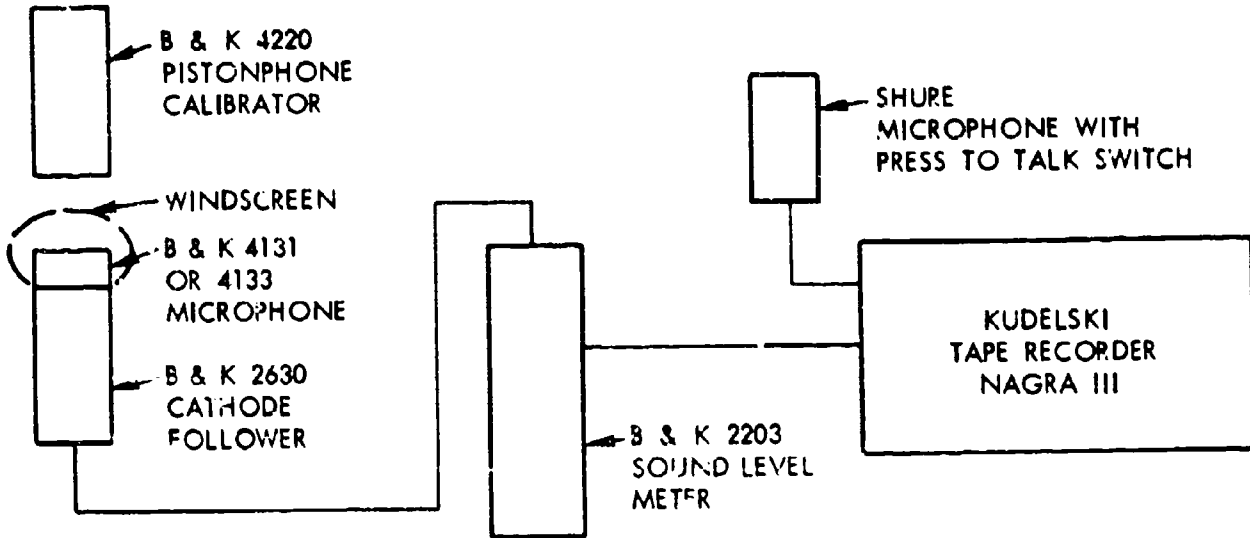 B & K 4220
PISTONPHONE
CALIBRATOR
SHURE
MICROPHONE WITH
PRESS TO TALK SWITCH
WINDSCREEN
B & K 4131
OR 4133
MICROPHONE
KUDELSKI
TAPE RECORDER
NAGRA III
B & K 2630
CATHODE
FOLLOWER
B & K 2203
SOUND LEVEL
METER